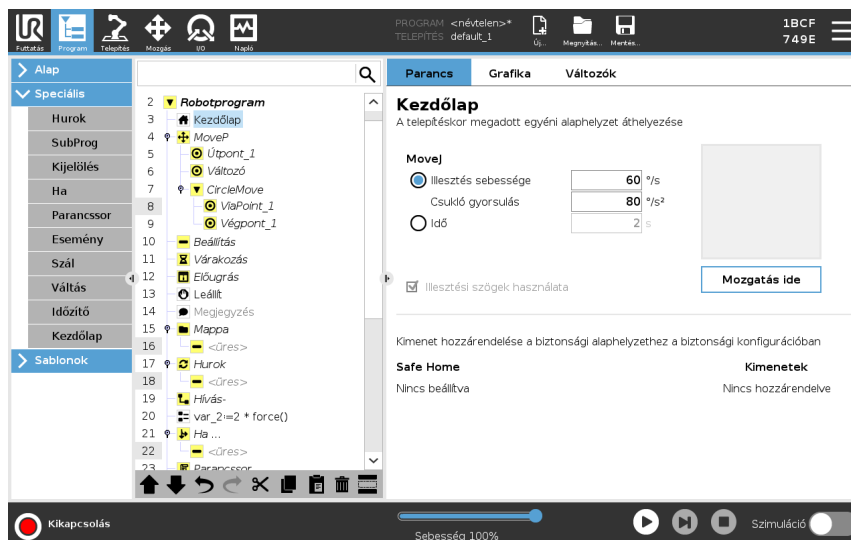 UR
PROGRAM <névtelen>*
TELEPÍTÉS default_1
1BCF
749E
Futtatás Program Telepítés Mozgás I/O Napló Új... Megnyitás... Mentés...
Alap
Speciális
Hurok
SubProg
Kijelölés
Ha
Parancssor
Esemény
Szál
Váltás
Időzítő
Kezdőlap
Sablonok
2 Robotprogram
3 Kezdőlap
4 MoveP
5 Útpont_1
6 Változó
7 CircleMove
8 ViaPoint_1
9 Végpont_1
10 Beállítás
11 Várakozás
12 Előugrás
13 Leállít
14 Megjegyzés
15 Mappa
16 <üres>
17 Hurok
18 <üres>
19 Hívás-
20 var_2:=2 * force()
21 Ha ...
22 <üres>
23 Parancssor
Parancs Grafika Változók
Kezdőlap
A telepítéskor megadott egyéni alaphelyzet áthelyezése
MoveJ
Illesztés sebessége 60 °/s
Csukló gyorsulás 80 °/s²
Idő 2 s
Illesztési szögek használata
Mozgatás ide
Kimenet hozzárendelése a biztonsági alaphelyzethez a biztonsági konfigurációban
Safe Home Kimenetek
Nincs beállítva Nincs hozzárendelve
Kikapcsolás
Sebesség 100%
Szimuláció